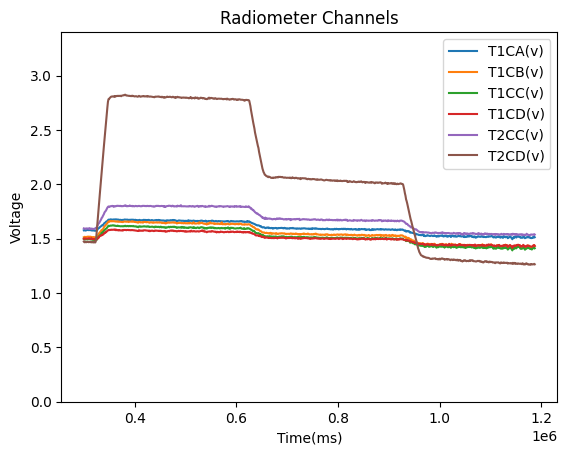 Radiometer Channels
T1CA(v)
T1CB(v)
T1CC(v)
T1CD(v)
T2CC(v)
T2CD(v)
Voltage
3.0
2.5
2.0
1.5
1.0
0.5
0.0
0.4 0.6 0.8 1.0 1.2
1e6
Time(ms)